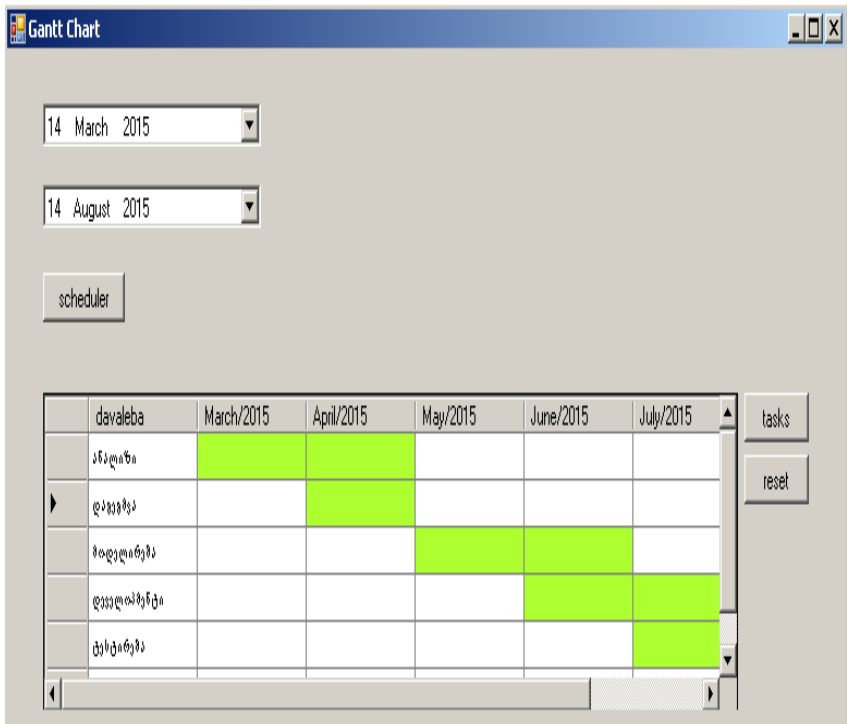 Gantt Chart
14 March 2015
14 August 2015
scheduler
davaleba March/2015 April/2015 May/2015 June/2015 July/2015
ანალიზი
დაგეგმვა
მოდელირება
დეველოპმენტი
ტესტირება
tasks
reset